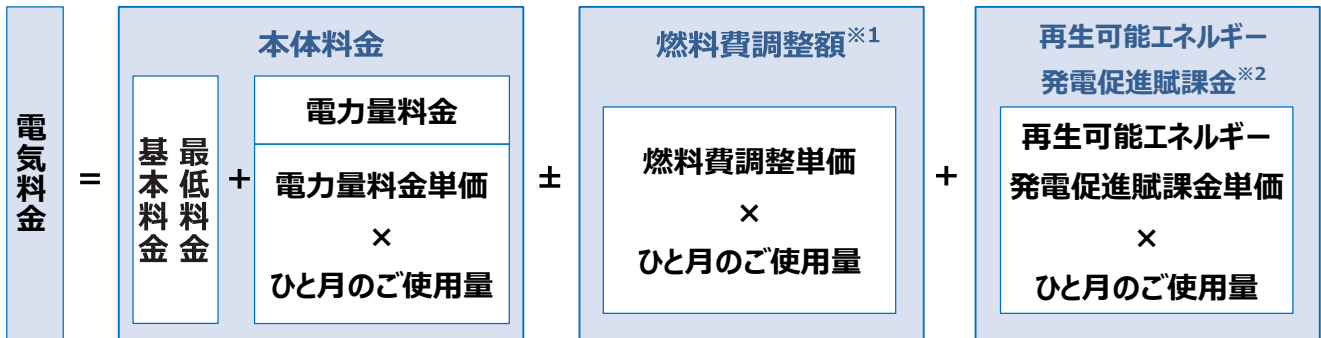 電気料金
=
本体料金
最低料金
基本料金
+
電力量料金
電力量料金単価
×
ひと月のご使用量
±
燃料費調整額※1
燃料費調整単価
×
ひと月のご使用量
+
再生可能エネルギー
発電促進賦課金※2
再生可能エネルギー
発電促進賦課金単価
×
ひと月のご使用量